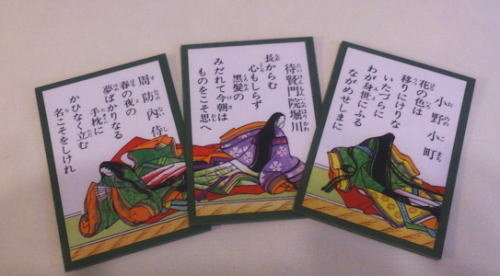 小野小町
花の色は
移りにけりな
いたづらに
わが身世にふる
ながめせしまに
待賢門院堀川
長からむ
心もしらず
黒髪の
みだれて今朝は
ものをこそ思へ
周防内侍
春の夜の
夢ばかりなる
手枕に
かひなく立む
名こそをしけれ